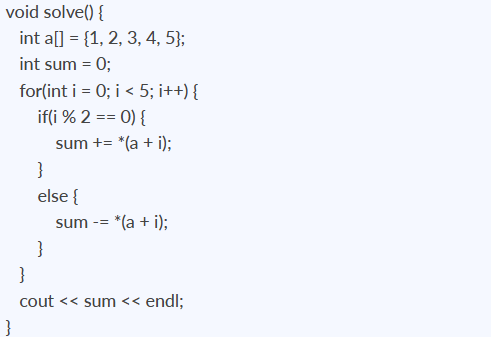 void solve() {
int a[] = {1, 2, 3, 4, 5};
int sum = 0;
for(int i = 0; i < 5; i++) {
if(i % 2 == 0) {
sum += *(a + i);
}
else {
sum -= *(a + i);
}
}
cout << sum << endl;
}